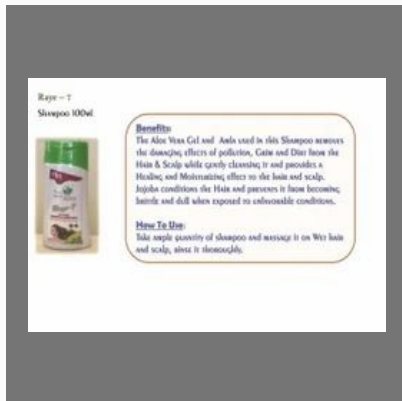 Raye – 7
Shampoo 100ml
Benefits:
The Aloe Vera Gel and Amla used in this Shampoo removes
the damaging effects of pollution, Grim and Dirt from the
Hair & Scalp while gently cleansing it and provides a
Healing and Moisturizing effect to the hair and scalp.
Jojoba conditions the Hair and prevents it from becoming
brittle and dull when exposed to unfavorable conditions.
How To Use:
Take ample quantity of shampoo and massage it on Wet hair
and scalp, rinse it thoroughly.